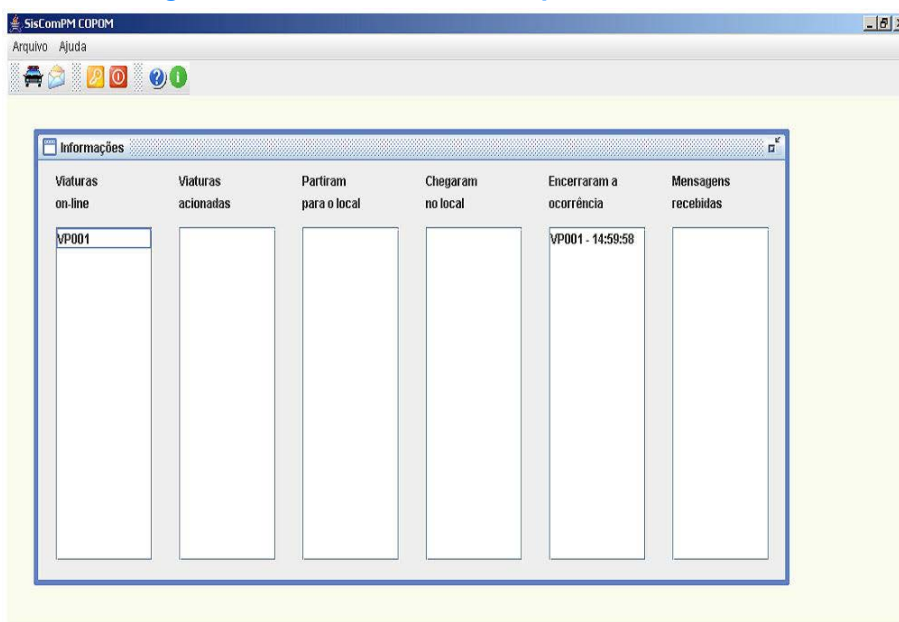 SisComPM COPOM
Arquivo Ajuda
Informações
Viaturas on-line
Viaturas acionadas
Partiram para o local
Chegaram no local
Encerraram a ocorrência
Mensagens recebidas
VP001
VP001 - 14:59:58